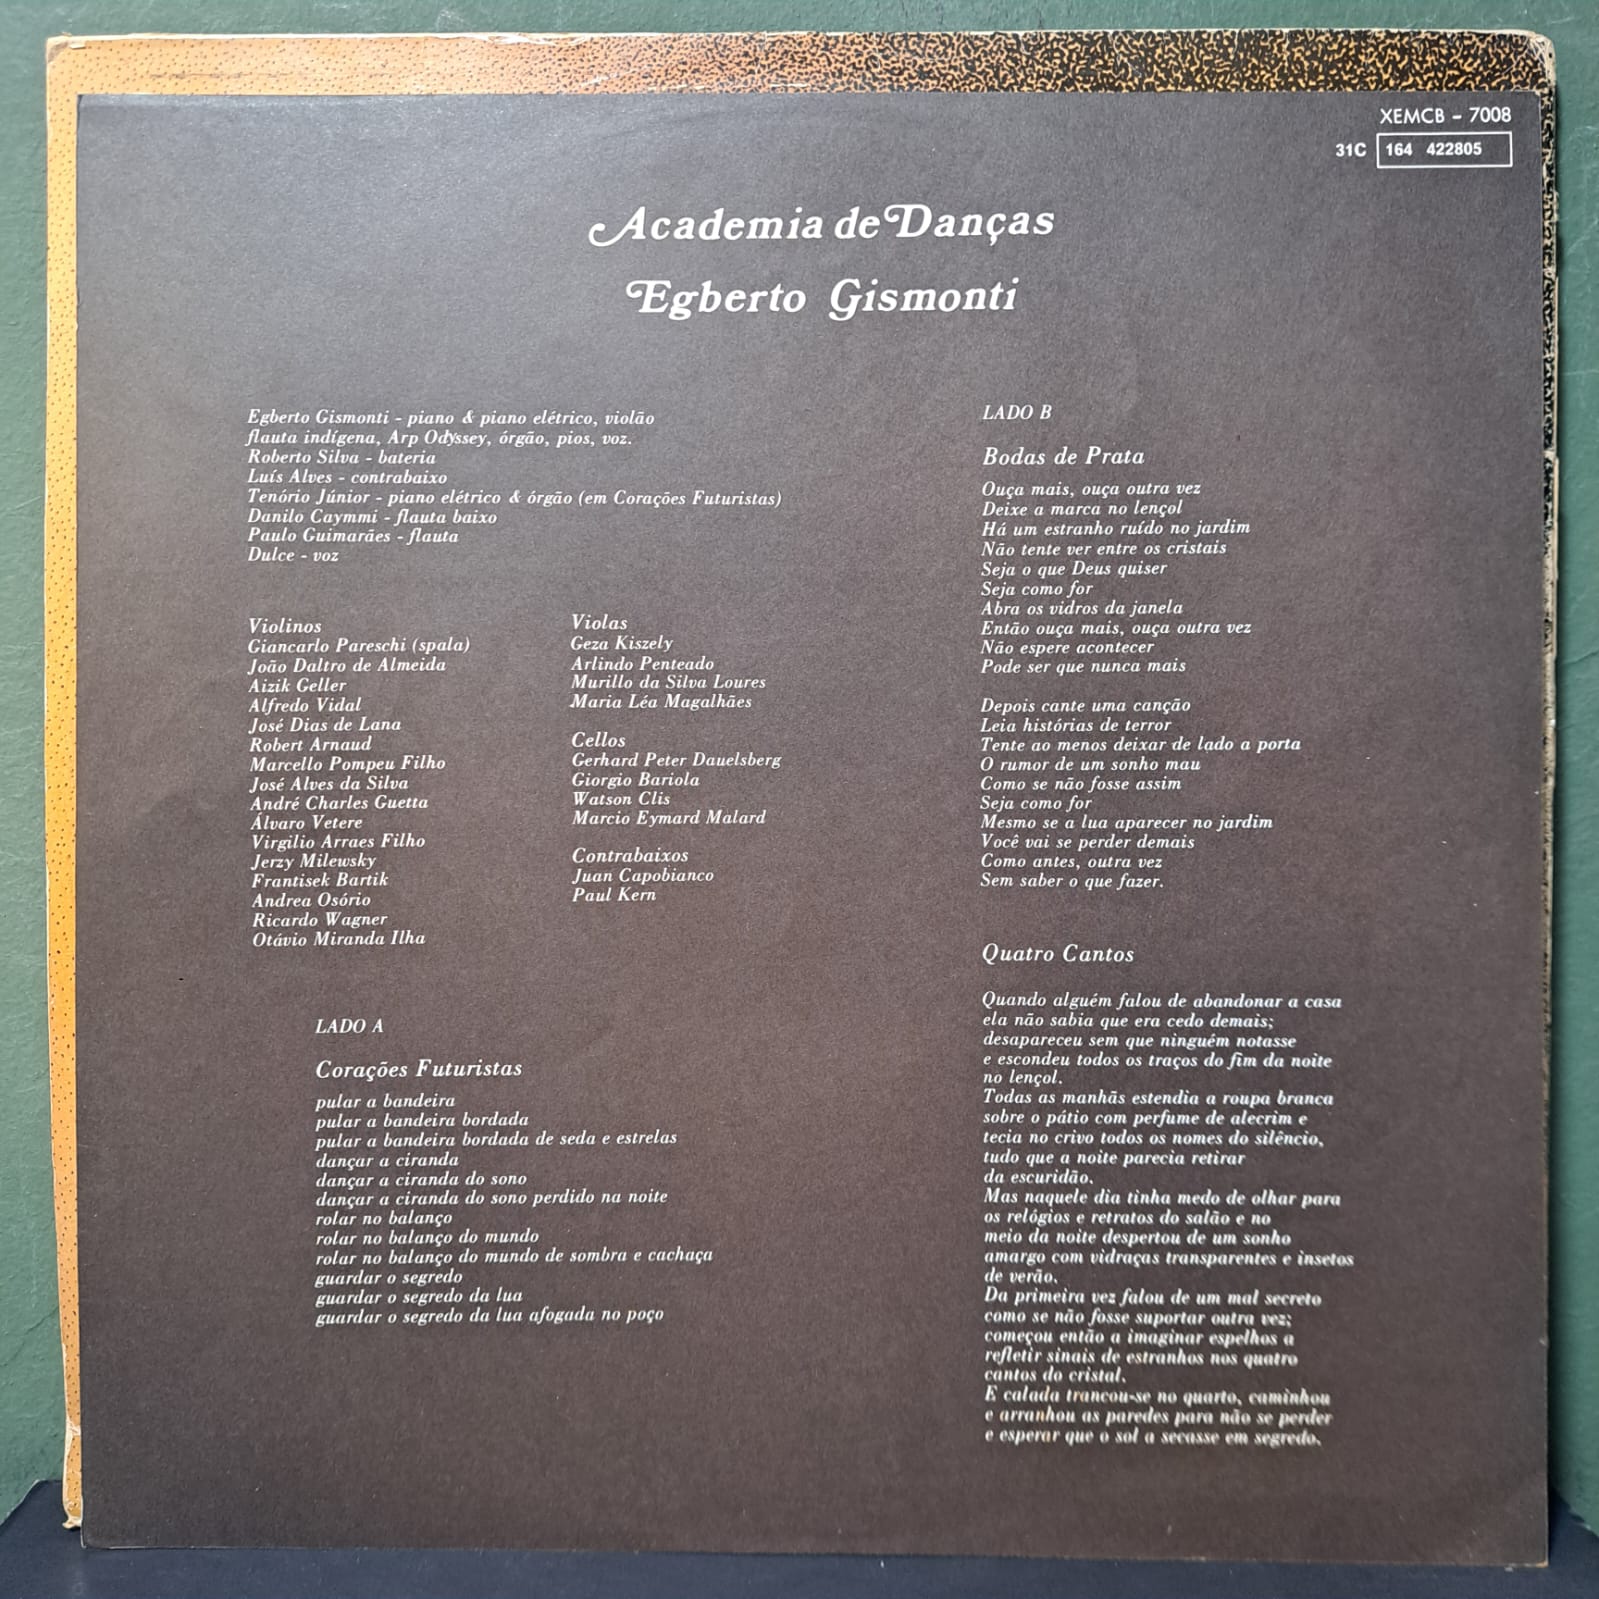 XEMCB - 7008
31C 164 422805
Academia de Danças
Egberto Gismonti
Egberto Gismonti - piano & piano elétrico, violão
flauta indígena, Arp Odyssey, órgão, pios, voz.
Roberto Silva - bateria
Luís Alves - contrabaixo
Tenório Júnior - piano elétrico & órgão (em Corações Futuristas)
Danilo Caymmi - flauta baixo
Paulo Guimarães - flauta
Dulce - voz
Violinos
Giancarlo Pareschi (spala)
João Daltro de Almeida
Aizik Geller
Alfredo Vidal
José Dias de Lana
Robert Arnaud
Marcello Pompeu Filho
José Alves da Silva
André Charles Guetta
Álvaro Vetere
Virgilio Arraes Filho
Jerzy Milewsky
Frantisek Bartik
Andrea Osório
Ricardo Wagner
Otávio Miranda Ilha
Violas
Geza Kiszely
Arlindo Penteado
Murillo da Silva Loures
Maria Léa Magalhães
Cellos
Gerhard Peter Dauelsberg
Giorgio Bariola
Watson Clis
Marcio Eymard Malard
Contrabaixos
Juan Capobianco
Paul Kern
LADO A
Corações Futuristas
pular a bandeira
pular a bandeira bordada
pular a bandeira bordada de seda e estrelas
dançar a ciranda
dançar a ciranda do sono
dançar a ciranda do sono perdido na noite
rolar no balanço
rolar no balanço do mundo
rolar no balanço do mundo de sombra e cachaça
guardar o segredo
guardar o segredo da lua
guardar o segredo da lua afogada no poço
LADO B
Bodas de Prata
Ouça mais, ouça outra vez
Deixe a marca no lençol
Há um estranho ruído no jardim
Não tente ver entre os cristais
Seja o que Deus quiser
Seja como for
Abra os vidros da janela
Então ouça mais, ouça outra vez
Não espere acontecer
Pode ser que nunca mais
Depois cante uma canção
Leia histórias de terror
Tente ao menos deixar de lado a porta
O rumor de um sonho mau
Como se não fosse assim
Seja como for
Mesmo se a lua aparecer no jardim
Você vai se perder demais
Como antes, outra vez
Sem saber o que fazer.
Quatro Cantos
Quando alguém falou de abandonar a casa
ela não sabia que era cedo demais;
desapareceu sem que ninguém notasse
e escondeu todos os traços do fim da noite
no lençol.
Todas as manhãs estendia a roupa branca
sobre o pátio com perfume de alecrim e
tecia no crivo todos os nomes do silêncio,
tudo que a noite parecia retirar
da escuridão.
Mas naquele dia tinha medo de olhar para
os relógios e retratos do salão e no
meio da noite despertou de um sonho
amargo com vidraças transparentes e insetos
de verão.
Da primeira vez falou de um mal secreto
como se não fosse suportar outra vez;
começou então a imaginar espelhos a
refletir sinais de estranhos nos quatro
cantos do cristal.
E calada trancou-se no quarto, caminhou
e arranhou as paredes para não se perder
e esperar que o sol a secasse em segredo.